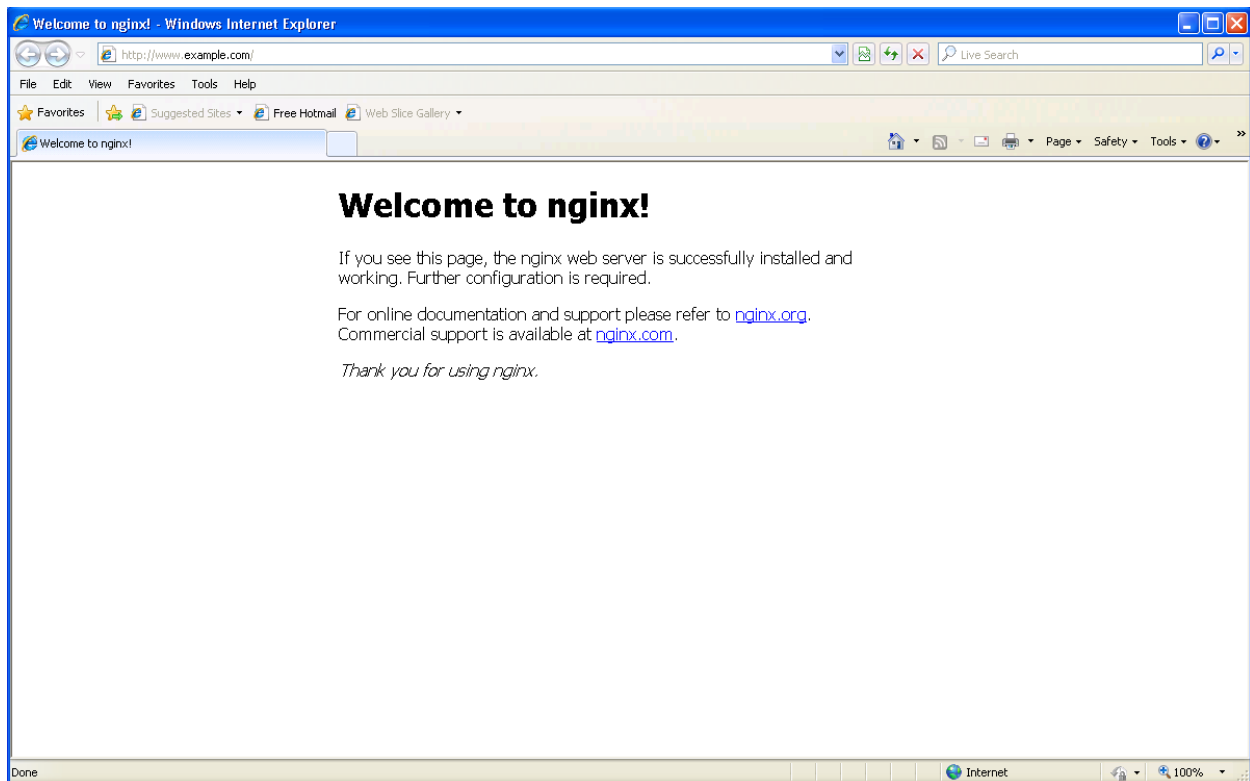 Welcome to nginx! - Windows Internet Explorer
http://www.example.com/
Live Search
File Edit View Favorites Tools Help
Favorites Suggested Sites Free Hotmail Web Slice Gallery
Welcome to nginx!
Page Safety Tools
Welcome to nginx!
If you see this page, the nginx web server is successfully installed and
working. Further configuration is required.
For online documentation and support please refer to nginx.org.
Commercial support is available at nginx.com.
Thank you for using nginx.
Done Internet 100%